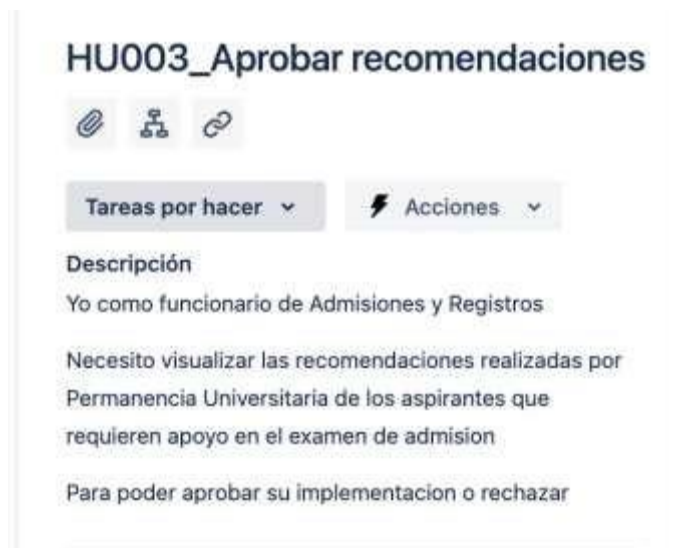 HU003_Aprobar recomendaciones
Tareas por hacer
Acciones
Descripción
Yo como funcionario de Admisiones y Registros
Necesito visualizar las recomendaciones realizadas por
Permanencia Universitaria de los aspirantes que
requieren apoyo en el examen de admision
Para poder aprobar su implementacion o rechazar